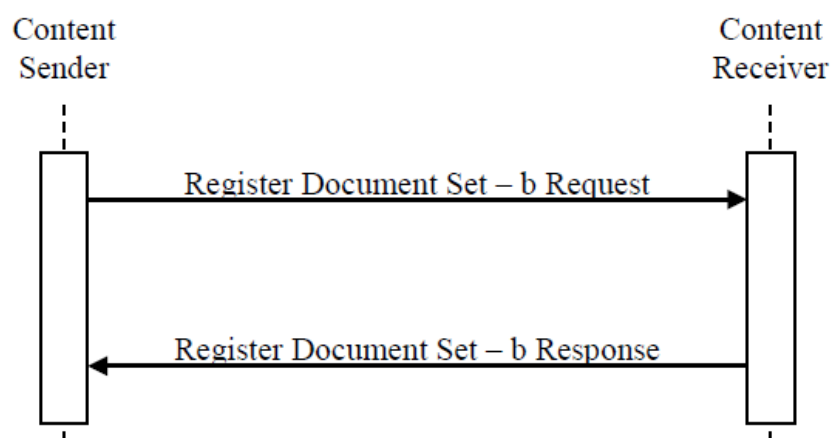 Content
Sender
Content
Receiver
Register Document Set – b Request
Register Document Set – b Response